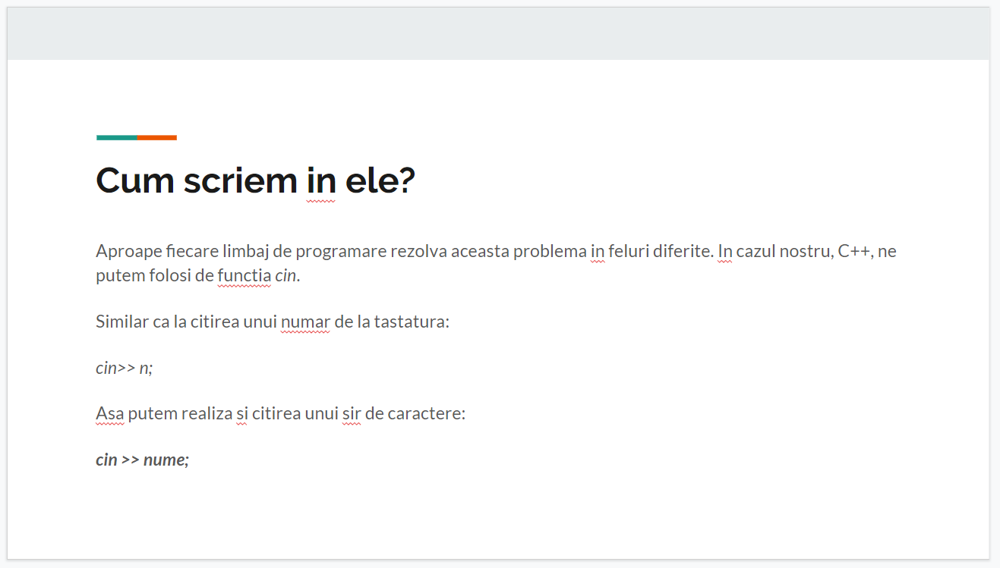 Cum scriem in ele?
Aproape fiecare limbaj de programare rezolva aceasta problema in feluri diferite. In cazul nostru, C++, ne
putem folosi de functia cin.
Similar ca la citirea unui numar de la tastatura:
cin>> n;
Asa putem realiza si citirea unui sir de caractere:
cin >> nume;